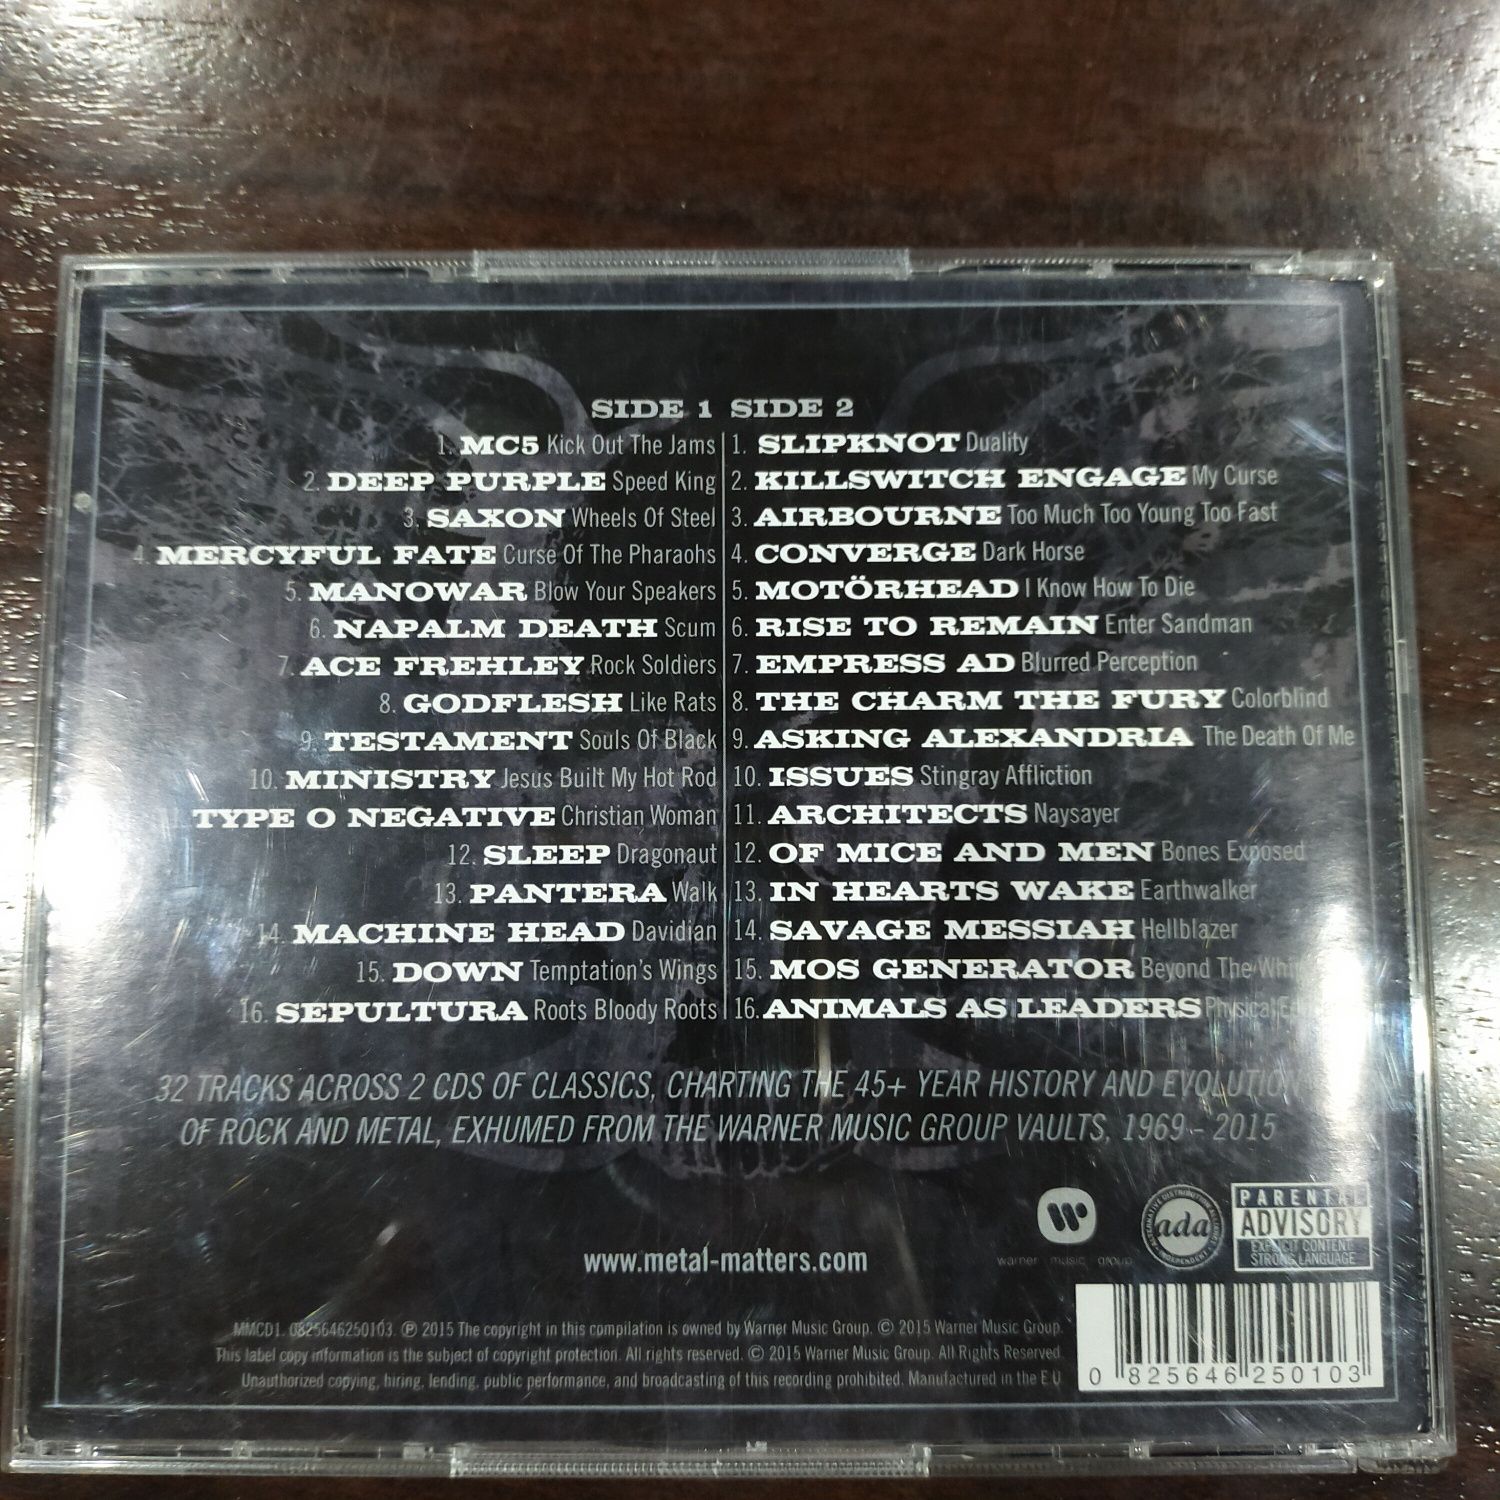 SIDE 1 SIDE 2
1. MC5 Kick Out The Jams
2. DEEP PURPLE Speed King
3. SAXON Wheels Of Steel
4. MERCYFUL FATE Curse Of The Pharaohs
5. MANOWAR Blow Your Speakers
6. NAPALM DEATH Scum
7. ACE FREHLEY Rock Soldiers
8. GODFLESH Like Rats
9. TESTAMENT Souls Of Black
10. MINISTRY Jesus Built My Hot Rod
TYPE O NEGATIVE Christian Woman
12. SLEEP Dragonaut
13. PANTERA Walk
14. MACHINE HEAD Davidian
15. DOWN Temptation's Wings
16. SEPULTURA Roots Bloody Roots
1. SLIPKNOT Duality
2. KILLSWITCH ENGAGE My Curse
3. AIRBOURNE Too Much Too Young Too Fast
4. CONVERGE Dark Horse
5. MOTÖRHEAD I Know How To Die
6. RISE TO REMAIN Enter Sandman
7. EMPRESS AD Blurred Perception
8. THE CHARM THE FURY Colorblind
9. ASKING ALEXANDRIA The Death Of Me
10. ISSUES Stingray Affliction
11. ARCHITECTS Naysayer
12. OF MICE AND MEN Bones Exposed
13. IN HEARTS WAKE Earthwalker
14. SAVAGE MESSIAH Hellblazer
15. MOS GENERATOR Beyond The
16. ANIMALS AS LEADERS Physical
32 TRACKS ACROSS 2 CDS OF CLASSICS, CHARTING THE 45+ YEAR HISTORY AND EVOLUTION
OF ROCK AND METAL, EXHUMED FROM THE WARNER MUSIC GROUP VAULTS, 1969 - 2015
www.metal-matters.com
warner music group
ALTERNATIVE DISTRIBUTION ALLIANCE
ada
INDEPENDENT
PARENTAL
ADVISORY
EXPLICIT CONTENT
STRONG LANGUAGE
MMCD1. 0825646250103. ℗ 2015 The copyright in this compilation is owned by Warner Music Group. © 2015 Warner Music Group.
This label copy information is the subject of copyright protection. All rights reserved. © 2015 Warner Music Group. All Rights Reserved.
Unauthorized copying, hiring, lending, public performance, and broadcasting of this recording prohibited. Manufactured in the E U
0 825646 250103